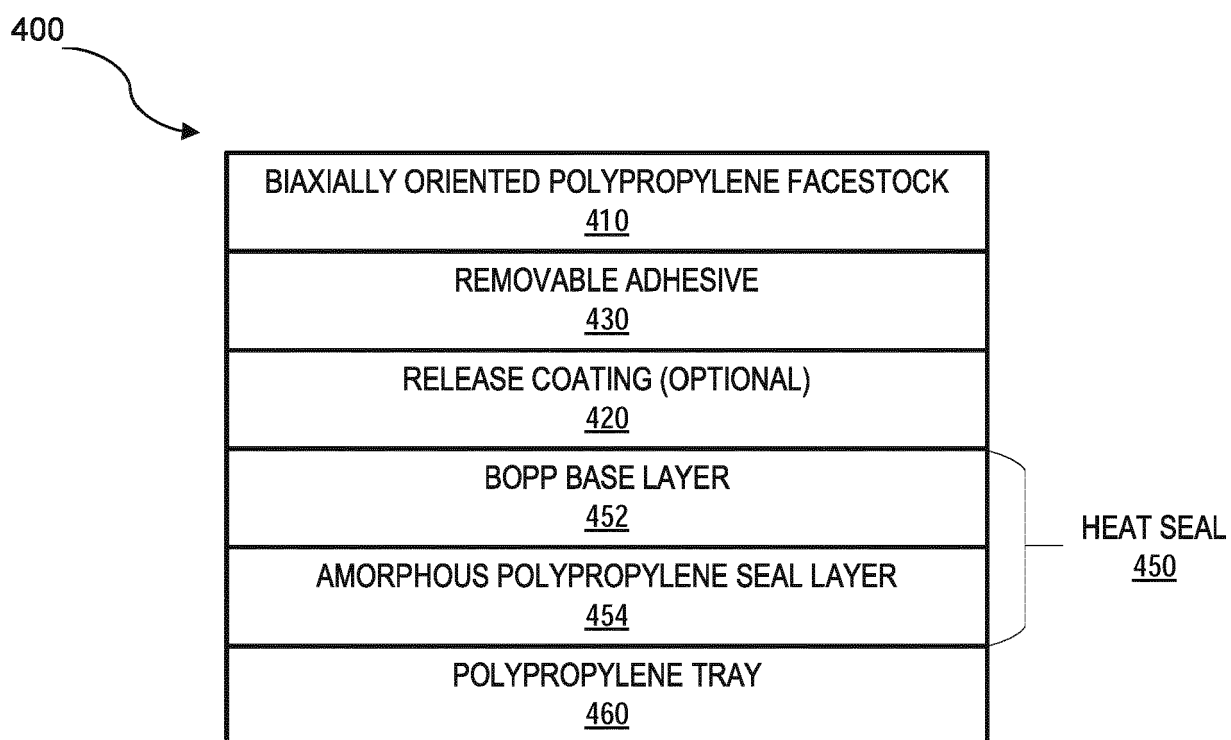 400
BIAXIALLY ORIENTED POLYPROPYLENE FACESTOCK
410
REMOVABLE ADHESIVE
430
RELEASE COATING (OPTIONAL)
420
BOPP BASE LAYER
452
AMORPHOUS POLYPROPYLENE SEAL LAYER
454
HEAT SEAL
450
POLYPROPYLENE TRAY
460